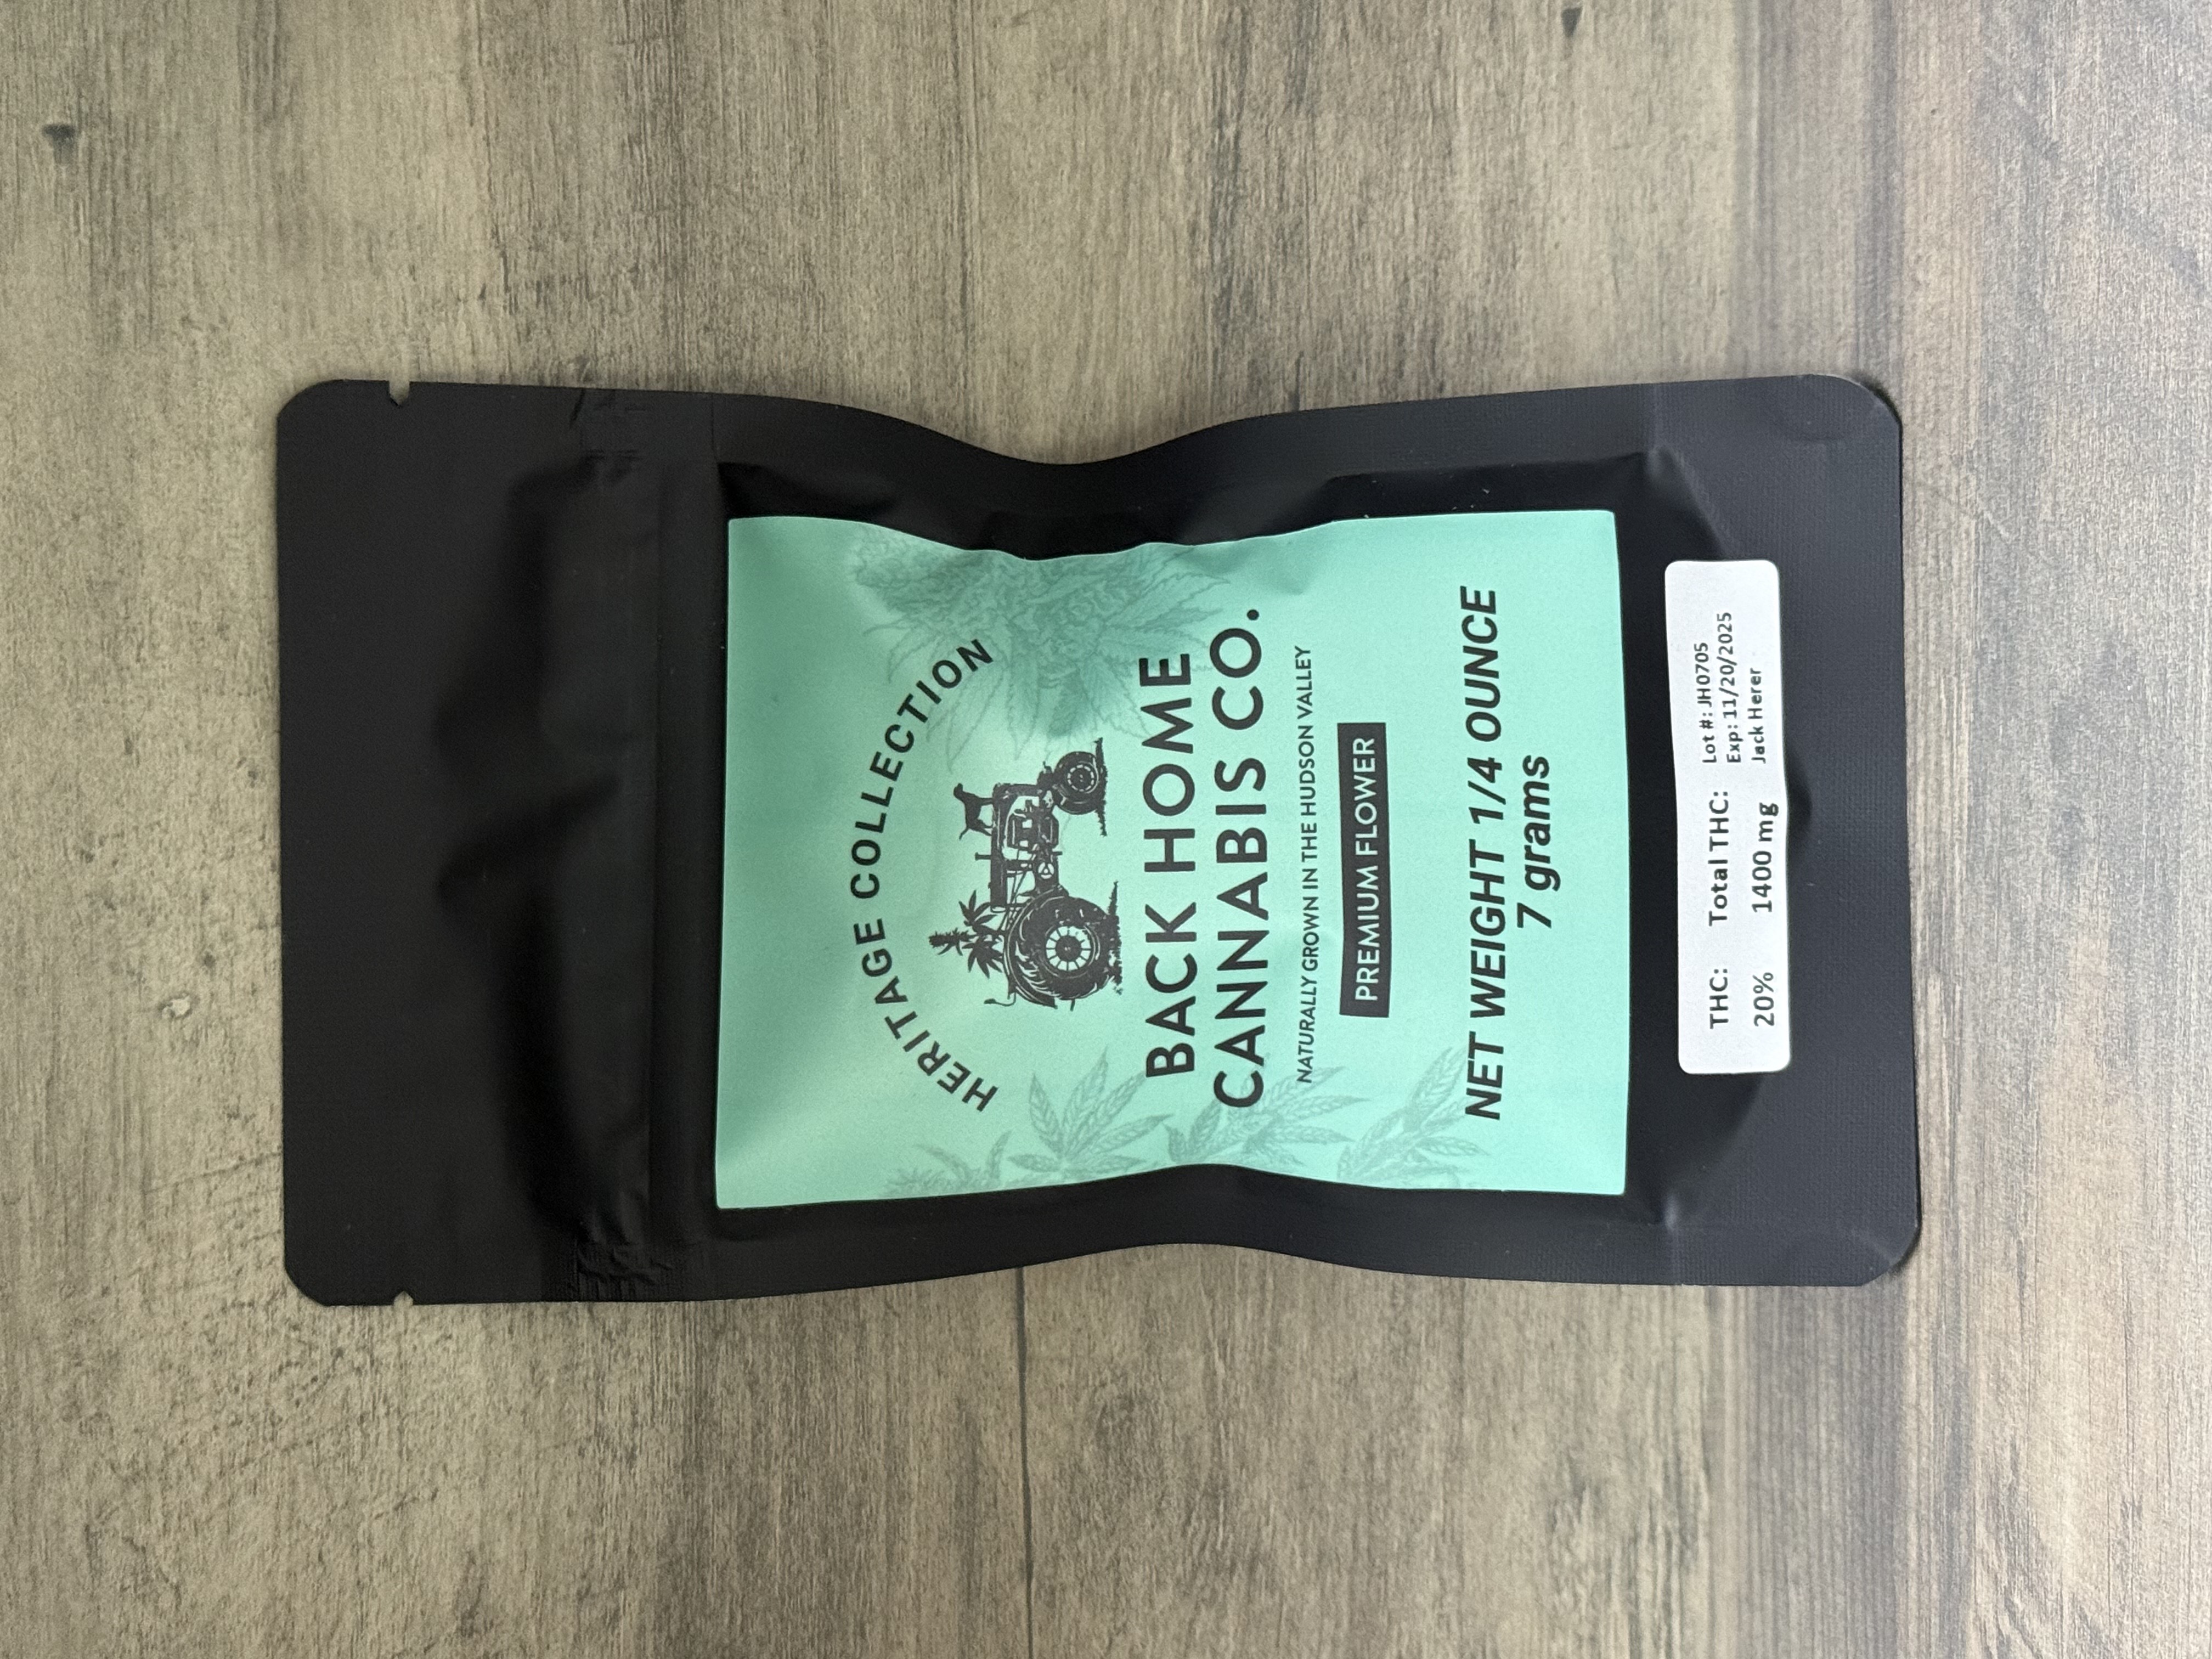 HERITAGE COLLECTION
BACK HOME
CANNABIS CO.
NATURALLY GROWN IN THE HUDSON VALLEY
PREMIUM FLOWER
NET WEIGHT 1/4 OUNCE
7 grams
THC:
20%
Total THC:
1400 mg
Lot #: JH0705
Exp: 11/20/2025
Jack Herer